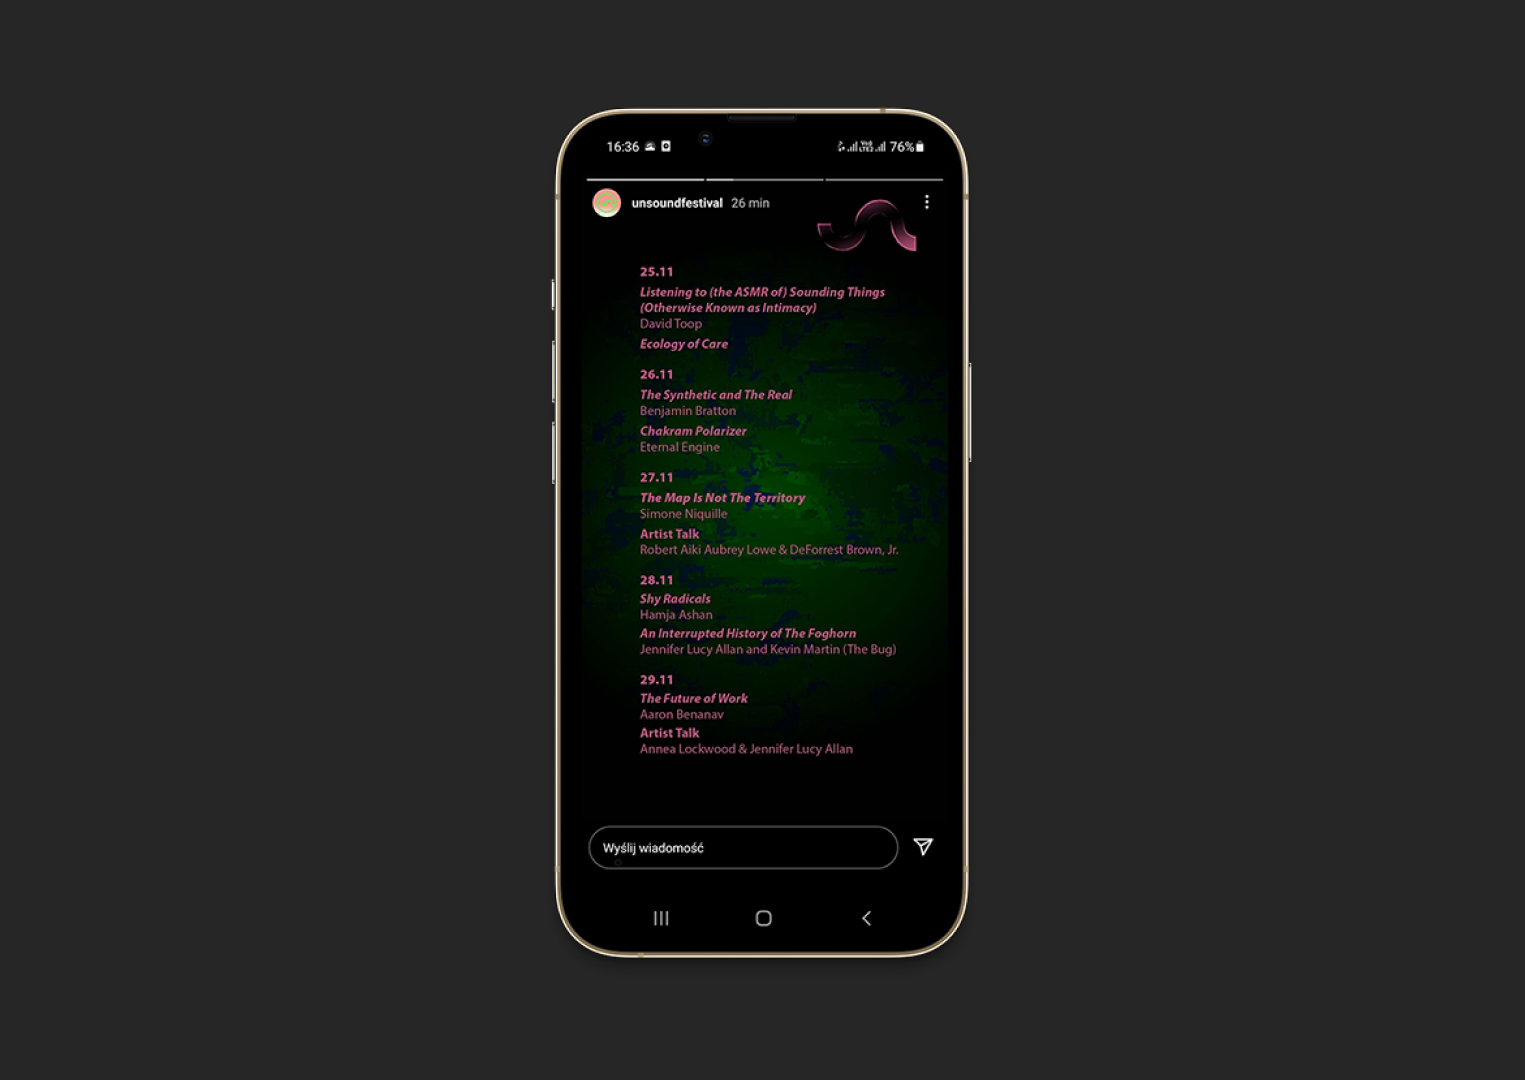 16:36
76%
unsoundfestival 26 min
25.11
Listening to (the ASMR of) Sounding Things
(Otherwise Known as Intimacy)
David Toop
Ecology of Care
26.11
The Synthetic and The Real
Benjamin Bratton
Chakram Polarizer
Eternal Engine
27.11
The Map Is Not The Territory
Simone Niquille
Artist Talk
Robert Aiki Aubrey Lowe & DeForrest Brown, Jr.
28.11
Shy Radicals
Hamja Ashan
An Interrupted History of The Foghorn
Jennifer Lucy Allan and Kevin Martin (The Bug)
29.11
The Future of Work
Aaron Benanav
Artist Talk
Annea Lockwood & Jennifer Lucy Allan
Wyślij wiadomość